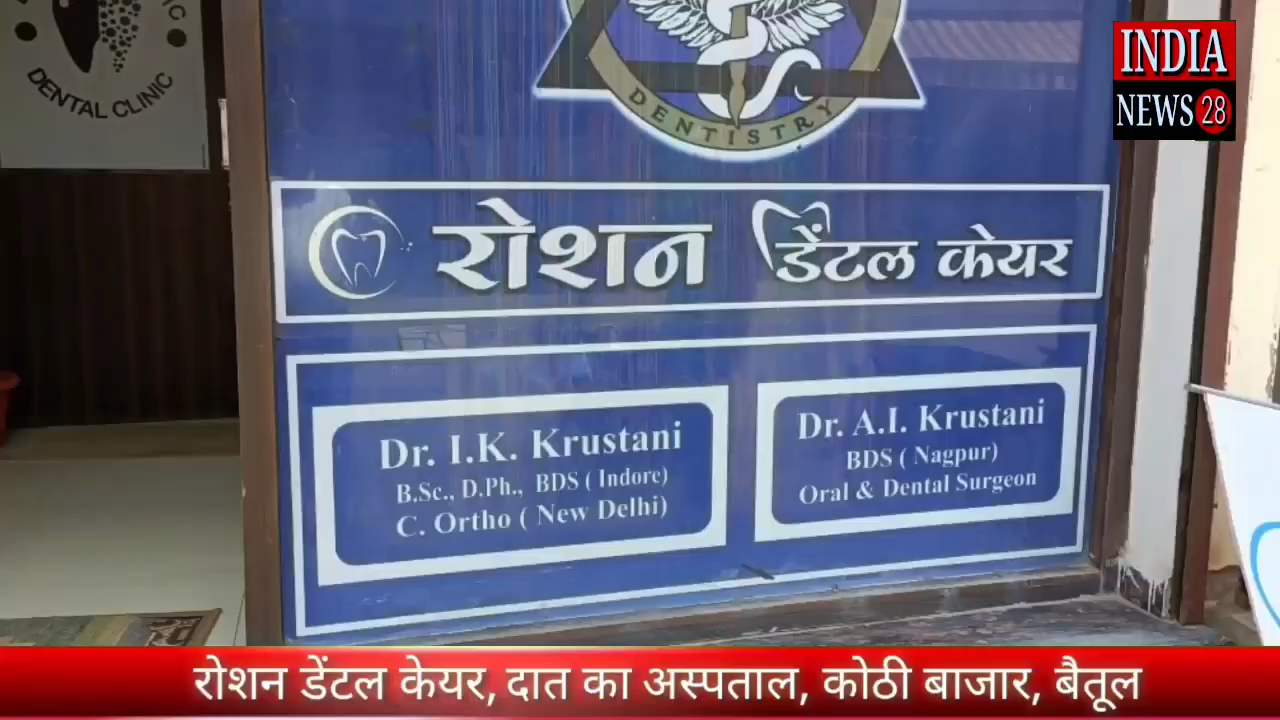 DENTAL CLINIC
DENTISTRY
INDIA
NEWS 28
रोशन डेंटल केयर
Dr. I.K. Krustani
B.Sc., D.Ph., BDS ( Indore)
C. Ortho ( New Delhi)
Dr. A.I. Krustani
BDS ( Nagpur)
Oral & Dental Surgeon
रोशन डेंटल केयर, दात का अस्पताल, कोठी बाजार, बैतूल